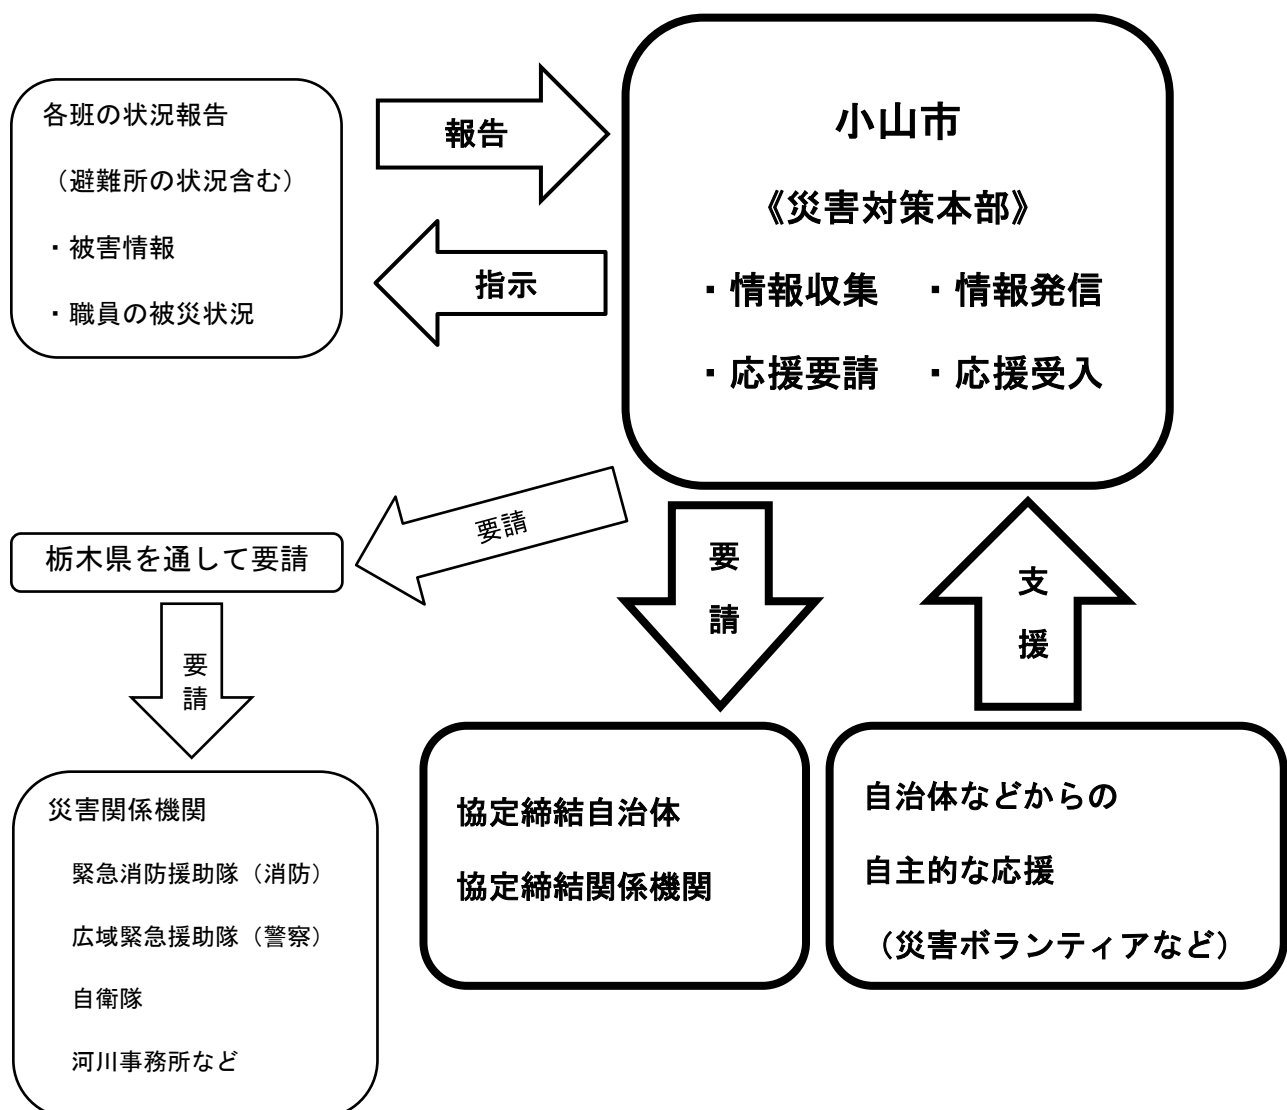 各班の状況報告
（避難所の状況含む）
・被害情報
・職員の被災状況
報告
指示
小山市
《災害対策本部》
・情報収集　・情報発信
・応援要請　・応援受入
要請
栃木県を通して要請
要請
災害関係機関
緊急消防援助隊（消防）
広域緊急援助隊（警察）
自衛隊
河川事務所など
要請
協定締結自治体
協定締結関係機関
支援
自治体などからの
自主的な応援
（災害ボランティアなど）